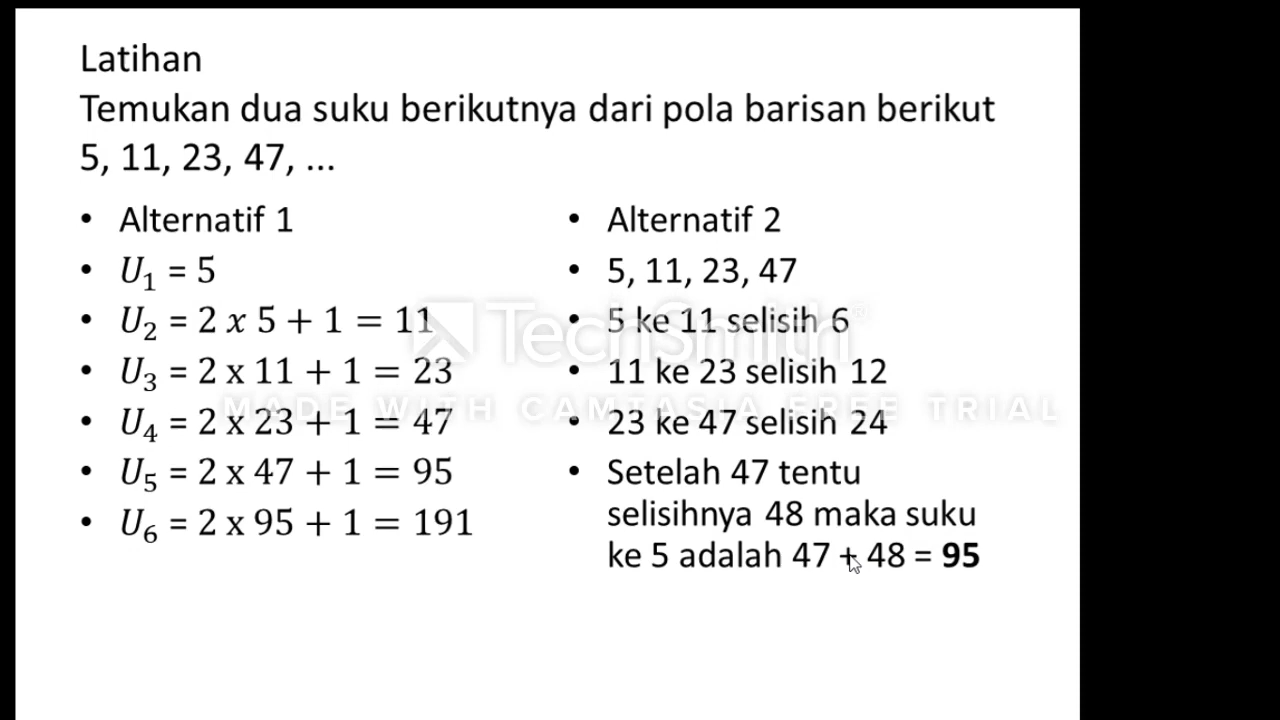 Latihan
Temukan dua suku berikutnya dari pola barisan berikut
5, 11, 23, 47, ...
• Alternatif 1
• U₁ = 5
• U₂ = 2 x 5 + 1 = 11
• U₃ = 2 x 11 + 1 = 23
• U₄ = 2 x 23 + 1 = 47
• U₅ = 2 x 47 + 1 = 95
• U₆ = 2 x 95 + 1 = 191
• Alternatif 2
• 5, 11, 23, 47
• 5 ke 11 selisih 6
• 11 ke 23 selisih 12
• 23 ke 47 selisih 24
• Setelah 47 tentu
selisihnya 48 maka suku
ke 5 adalah 47 + 48 = 95
TechSmith®
MADE WITH CAMTASIA FREE TRIAL